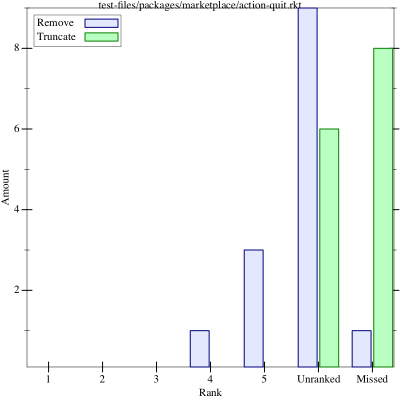 test-files/packages/marketplace/action-quit.rkt
Remove
Truncate
8
6
4
2
Amount
1 2 3 4 5 Unranked Missed
Rank